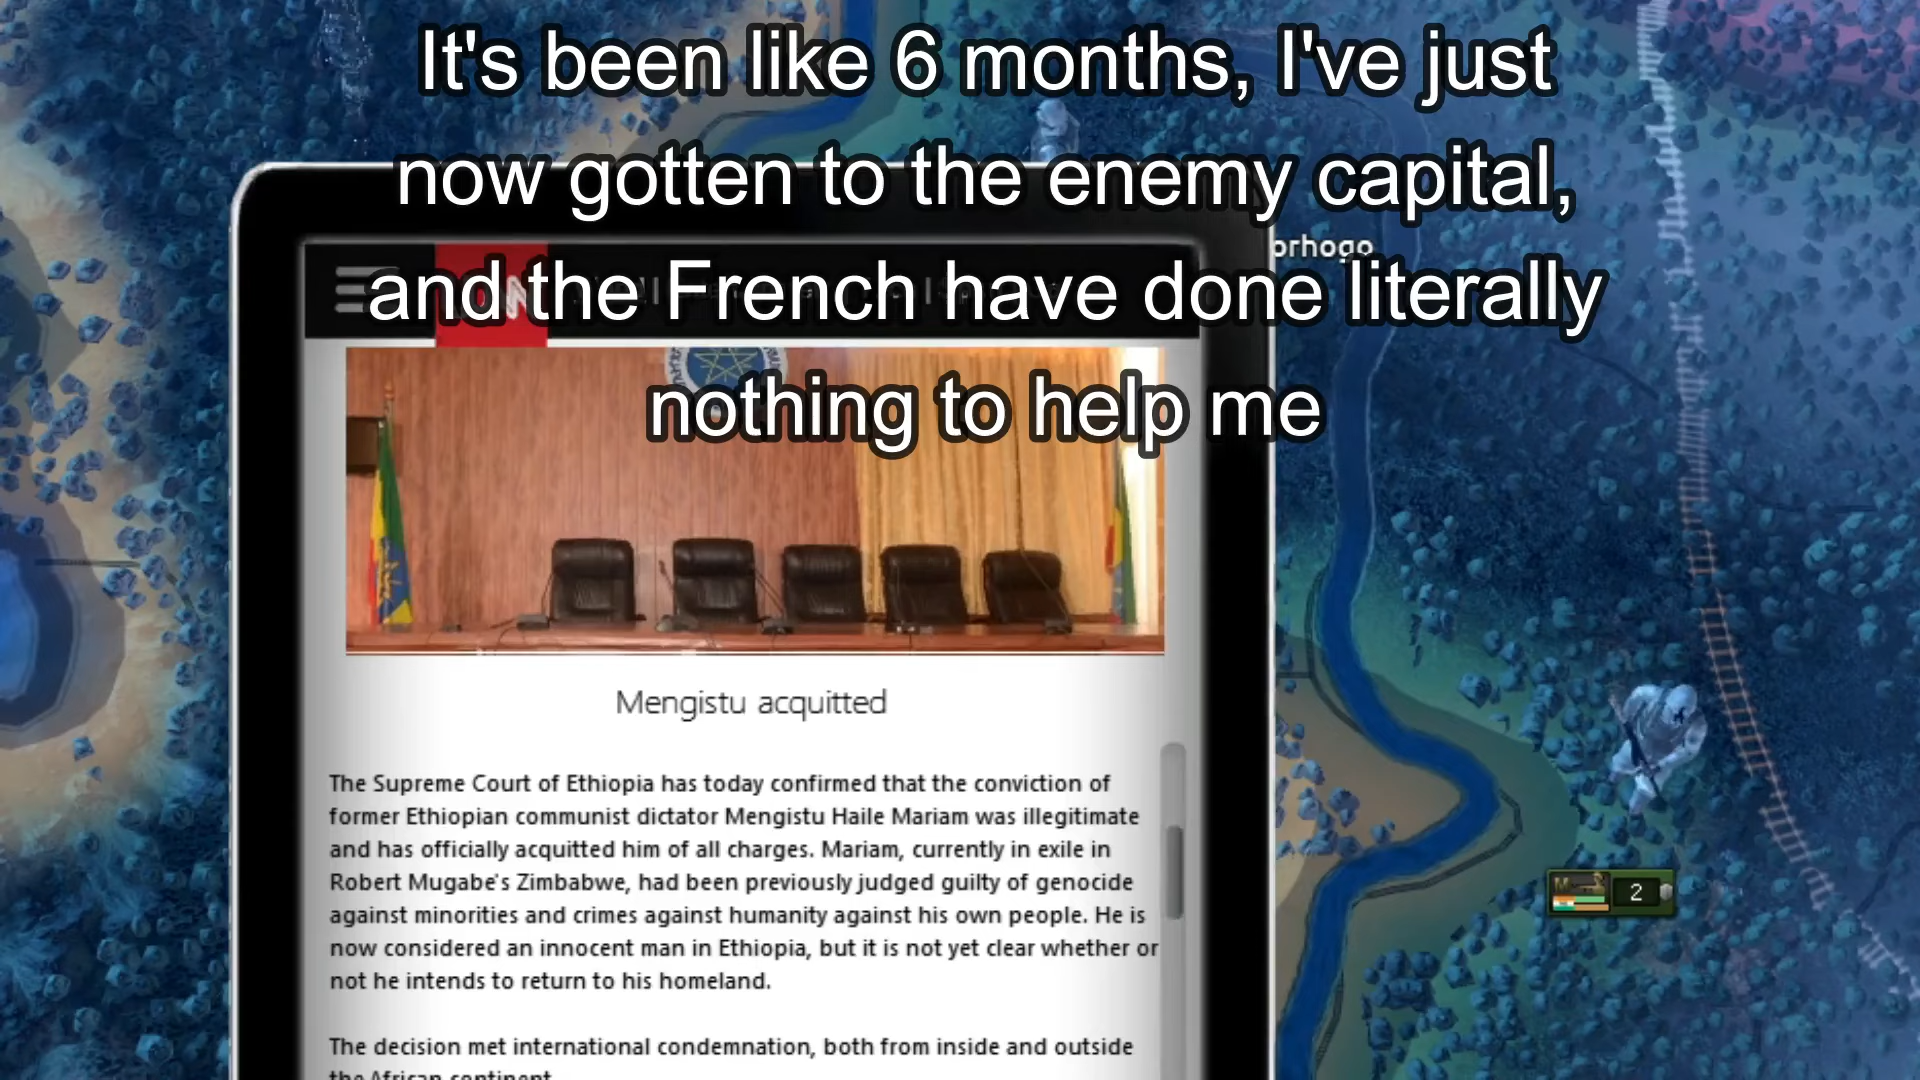 It's been like 6 months, I've just
now gotten to the enemy capital,
and the French have done literally
nothing to help me
orhogo
Mengistu acquitted
The Supreme Court of Ethiopia has today confirmed that the conviction of
former Ethiopian communist dictator Mengistu Haile Mariam was illegitimate
and has officially acquitted him of all charges. Mariam, currently in exile in
Robert Mugabe's Zimbabwe, had been previously judged guilty of genocide
against minorities and crimes against humanity against his own people. He is
now considered an innocent man in Ethiopia, but it is not yet clear whether or
not he intends to return to his homeland.
2
The decision met international condemnation, both from inside and outside
the African continent.